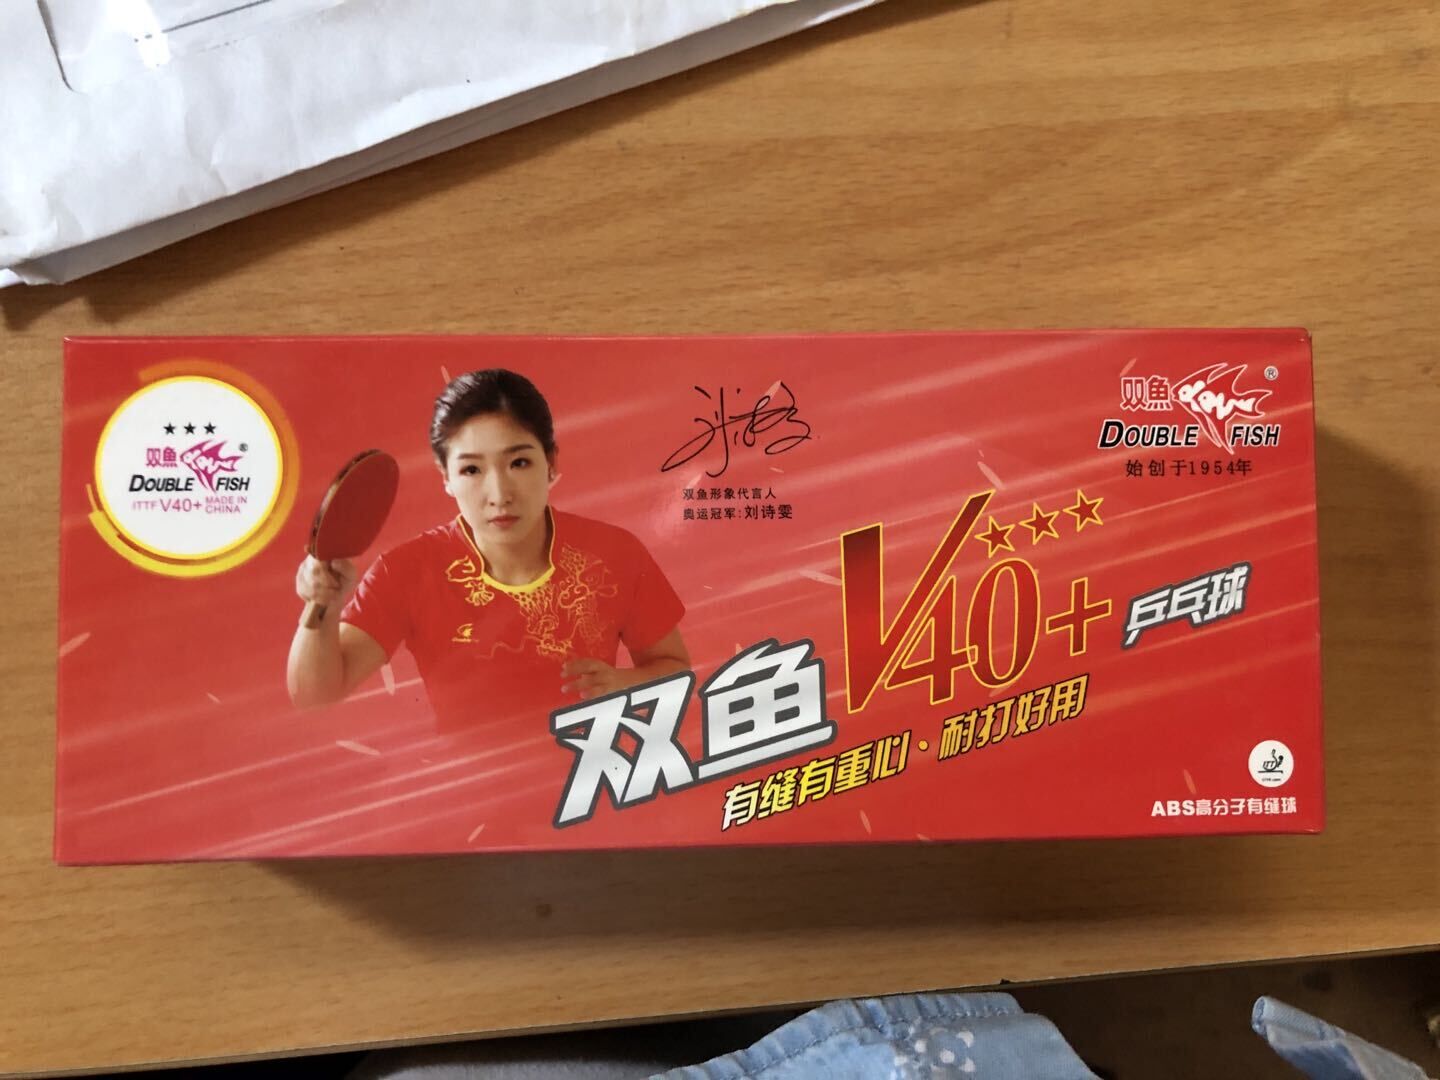 ★★★
双鱼®
DOUBLE FISH
ITTF V40+ MADE IN CHINA
双鱼形象代言人
奥运冠军:刘诗雯
双鱼®
DOUBLE FISH
始创于1954年
双鱼 V40+ ★★★ 乒乓球
有缝有重心·耐打好用
ITTF
ABS高分子有缝球